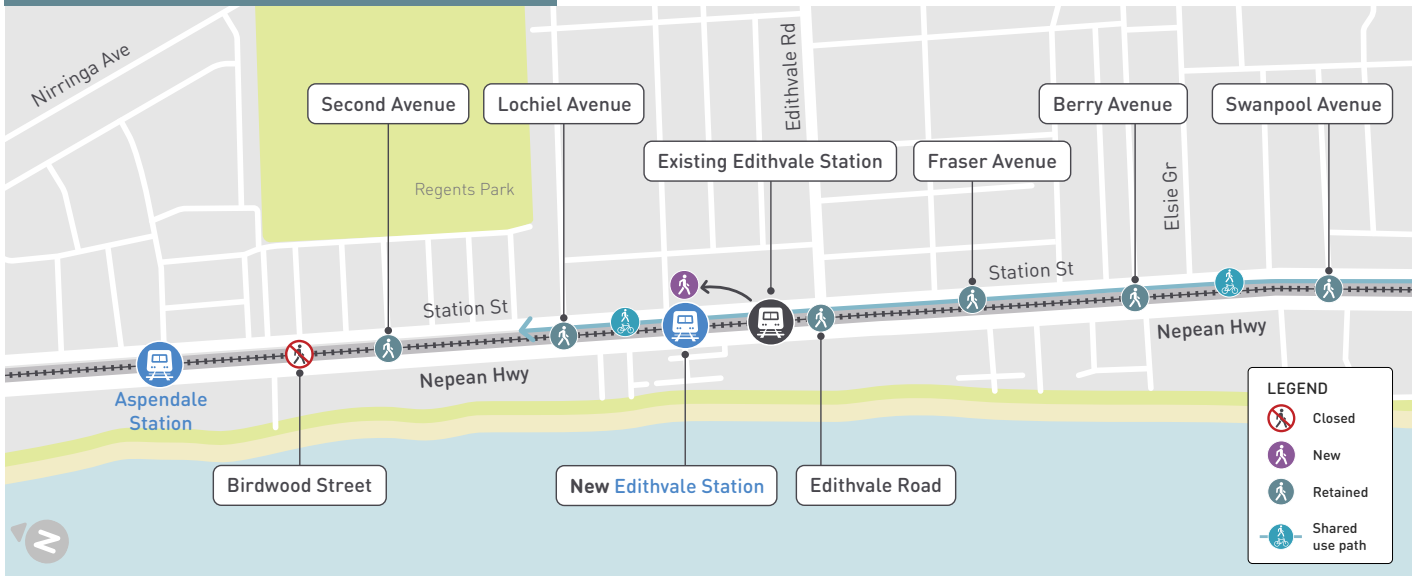 Nirringa Ave
Edithvale Rd
Second Avenue
Lochiel Avenue
Berry Avenue
Swanpool Avenue
Existing Edithvale Station
Fraser Avenue
Regents Park
Elsie Gr
Station St
Station St
Nepean Hwy
Nepean Hwy
Aspendale
Station
Birdwood Street
New Edithvale Station
Edithvale Road
LEGEND
Closed
New
Retained
Shared
use path
N